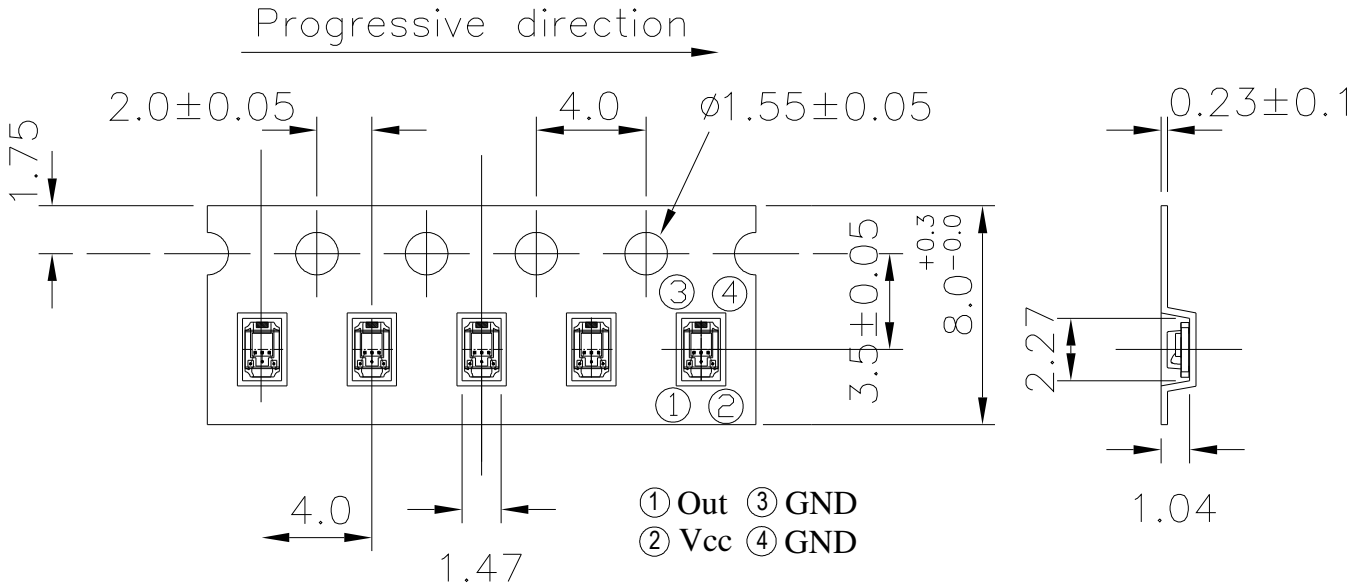 Progressive direction
2.0±0.05
4.0
ø1.55±0.05
0.23±0.1
1.75
3.5±0.05
8.0 +0.3 -0.0
③ ④
① ②
2.27
4.0
1.47
1.04
① Out ③ GND
② Vcc ④ GND